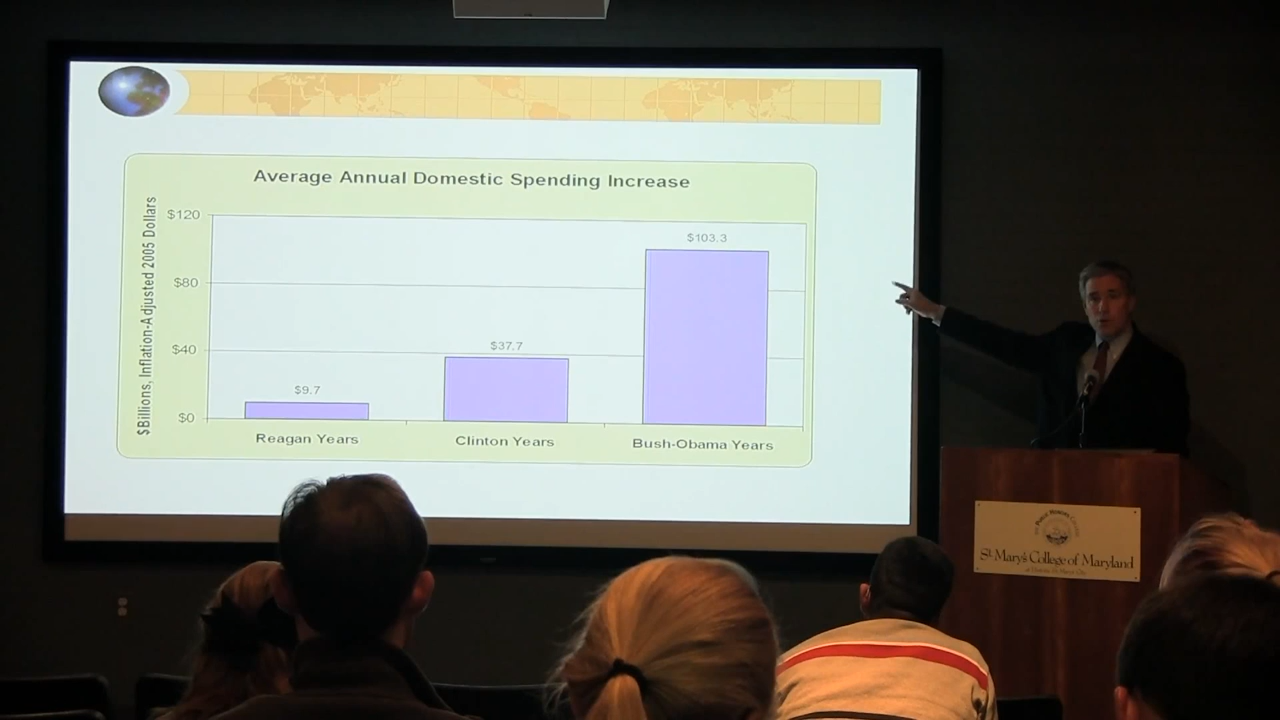 Average Annual Domestic Spending Increase
$Billions, Inflation-Adjusted 2005 Dollars
$120
$80
$40
$0
$9.7
$37.7
$103.3
Reagan Years
Clinton Years
Bush-Obama Years
St. Mary's College of Maryland